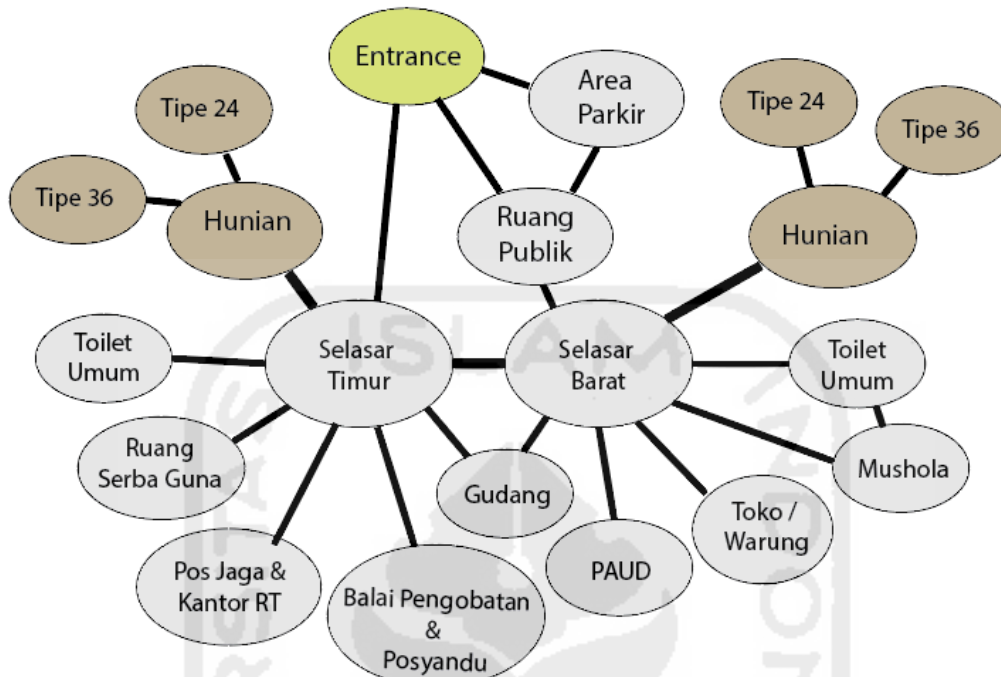 Entrance
Area
Parkir
Tipe 24
Tipe 36
Hunian
Ruang
Publik
Tipe 24
Tipe 36
Hunian
Selasar
Timur
Selasar
Barat
Toilet
Umum
Toilet
Umum
Ruang
Serba Guna
Gudang
Mushola
Pos Jaga &
Kantor RT
Balai Pengobatan
&
Posyandu
PAUD
Toko /
Warung
ISLAM